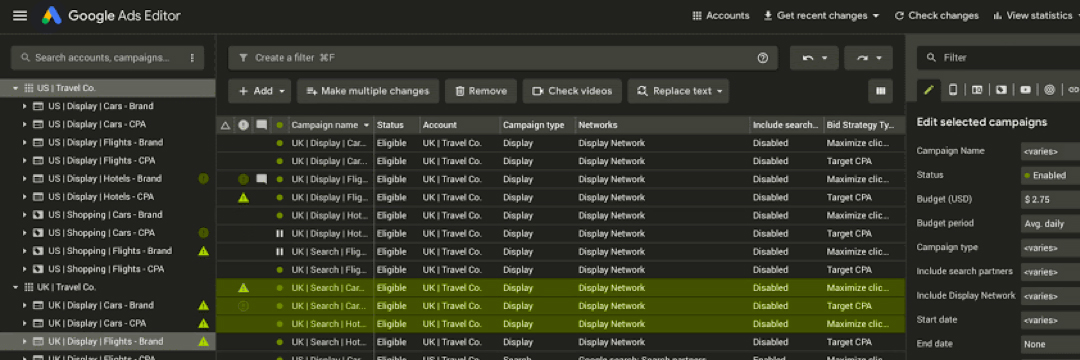 Google Ads Editor
Accounts
Get recent changes
Check changes
View statistics
Search accounts, campaigns...
Create a filter ⌘F
Filter
Add
Make multiple changes
Remove
Check videos
Replace text
US | Travel Co.
US | Display | Cars - Brand
US | Display | Cars - CPA
US | Display | Flights - Brand
US | Display | Flights - CPA
US | Display | Hotels - Brand
US | Display | Hotels - CPA
US | Shopping | Cars - Brand
US | Shopping | Cars - CPA
US | Shopping | Flights - Brand
US | Shopping | Flights - CPA
UK | Travel Co.
UK | Display | Cars - Brand
UK | Display | Cars - CPA
UK | Display | Flights - Brand
UK | Display | Flights - CPA
Campaign name Status Account Campaign type Networks Include search... Bid Strategy Ty...
UK | Display | Car... Eligible UK | Travel Co. Display Display Network Disabled Maximize clic...
UK | Display | Car... Eligible UK | Travel Co. Display Display Network Disabled Target CPA
UK | Display | Flig... Eligible UK | Travel Co. Display Display Network Disabled Maximize clic...
UK | Display | Flig... Eligible UK | Travel Co. Display Display Network Disabled Target CPA
UK | Display | Hot... Eligible UK | Travel Co. Display Display Network Disabled Maximize clic...
UK | Display | Hot... Eligible UK | Travel Co. Display Display Network Disabled Target CPA
UK | Search | Flig... Eligible UK | Travel Co. Display Display Network Disabled Maximize clic...
UK | Search | Flig... Eligible UK | Travel Co. Display Display Network Disabled Target CPA
UK | Search | Car... Eligible UK | Travel Co. Display Display Network Disabled Maximize clic...
UK | Search | Car... Eligible UK | Travel Co. Display Display Network Disabled Target CPA
UK | Search | Hot... Eligible UK | Travel Co. Display Display Network Disabled Maximize clic...
US | Display | Car... Eligible UK | Travel Co. Search Google search; Search partners Enabled Maximize clic...
Edit selected campaigns
Campaign Name <varies>
Status Enabled
Budget (USD) $ 2.75
Budget period Avg. daily
Campaign type <varies>
Include search partners <varies>
Include Display Network <varies>
Start date <varies>
End date None